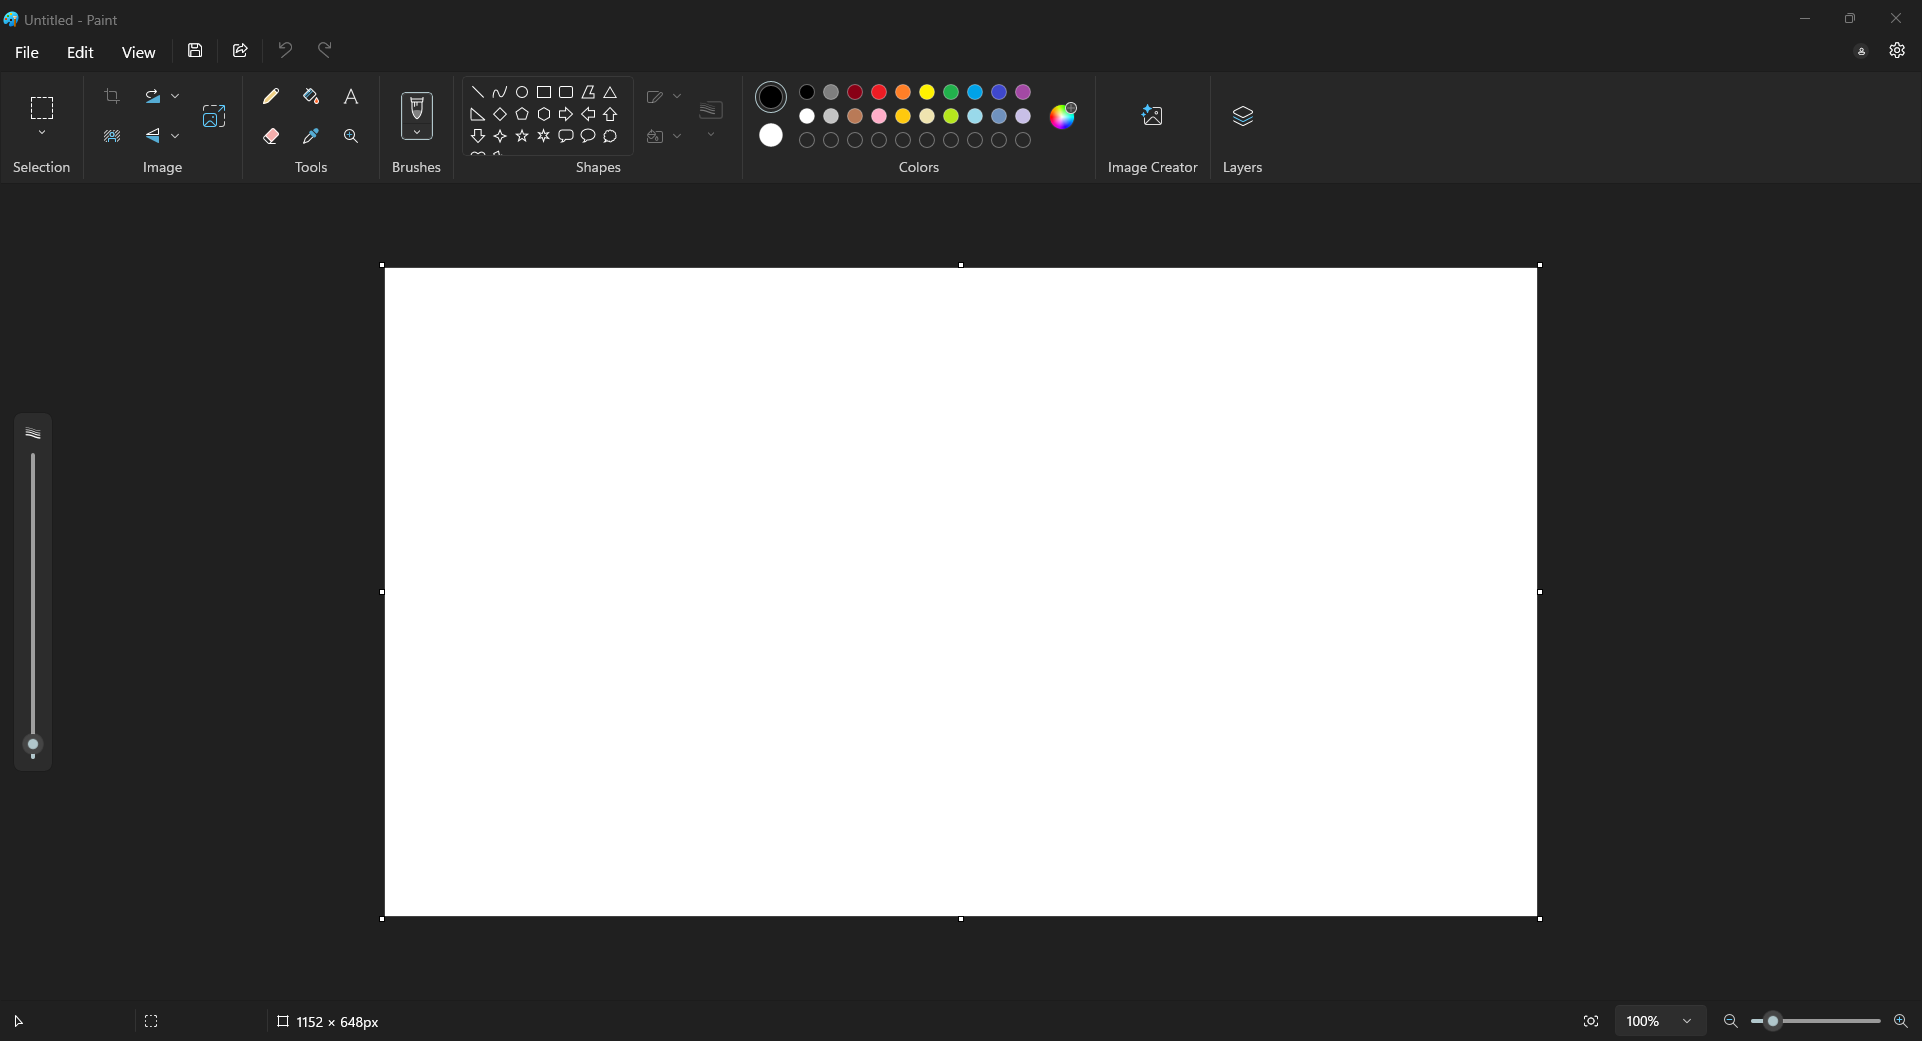 Untitled - Paint
File Edit View
Selection Image Tools Brushes Shapes Colors Image Creator Layers
1152 × 648px 100%